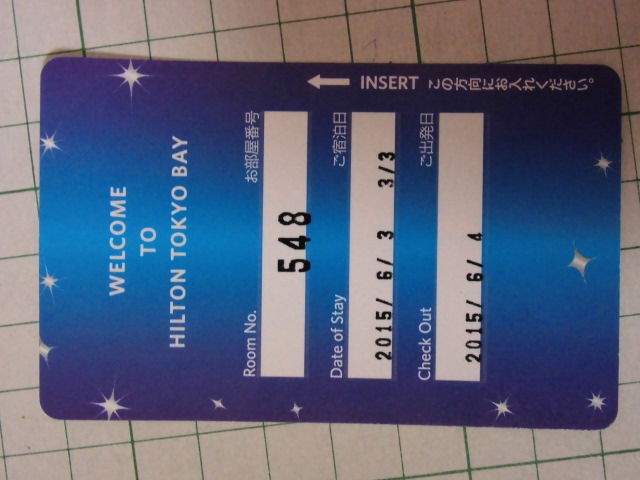 WELCOME
TO
HILTON TOKYO BAY
Room No. お部屋番号
548
Date of Stay ご宿泊日
2015/ 6/ 3 3/3
Check Out ご出発日
2015/ 6/ 4
← INSERT この方向にお入れください。